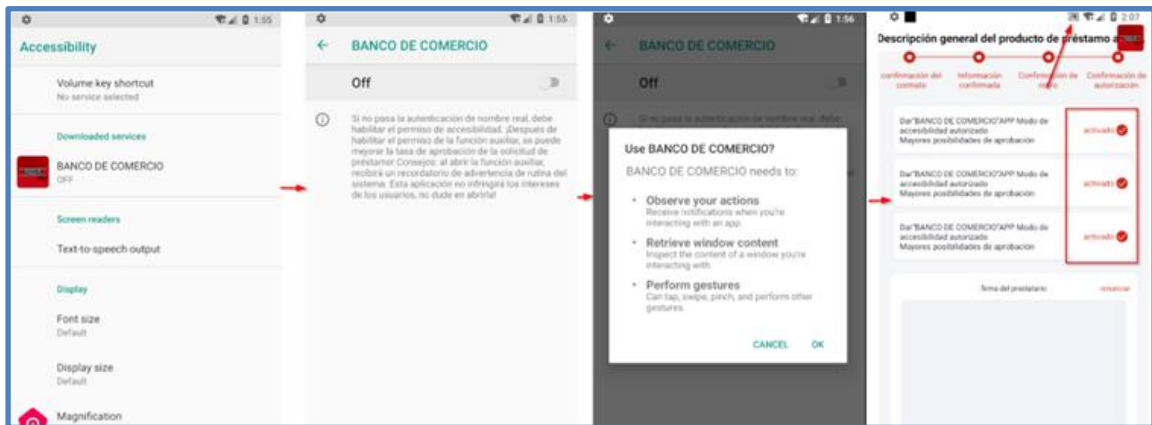 1:55
Accessibility
Volume key shortcut
No service selected
Downloaded services
BANCO DE COMERCIO
OFF
Screen readers
Text-to-speech output
Display
Font size
Default
Display size
Default
Magnification
1:55
BANCO DE COMERCIO
Off
Si no pasa la autenticación de nombre real, debe
habilitar el permiso de accesibilidad. ¡Después de
habilitar el permiso de la función auxiliar, se puede
mejorar la tasa de aprobación de la solicitud de
préstamo! Consejos: al abrir la función auxiliar,
recibirá un recordatorio de advertencia de rutina del
sistema. Esta aplicación no infringirá los intereses
de los usuarios, no dude en abrirla!
1:56
BANCO DE COMERCIO
Off
Si no pasa la autenticación de nombre real, debe
Use BANCO DE COMERCIO?
BANCO DE COMERCIO needs to:
• Observe your actions
Receive notifications when you're
interacting with an app.
• Retrieve window content
Inspect the content of a window you're
interacting with.
• Perform gestures
Can tap, swipe, pinch, and perform other
gestures.
CANCEL OK
2:07
Descripción general del producto de préstamo a
confirmación del contrato
Información confirmada
Confirmación de
Confirmación de autorización
Dar"BANCO DE COMERCIO"APP Modo de
accesibilidad autorizado
Mayores posibilidades de aprobación
activado
Dar"BANCO DE COMERCIO"APP Modo de
accesibilidad autorizado
Mayores posibilidades de aprobación
activado
Dar"BANCO DE COMERCIO"APP Modo de
accesibilidad autorizado
Mayores posibilidades de aprobación
activado
firma del prestatario
renunciar